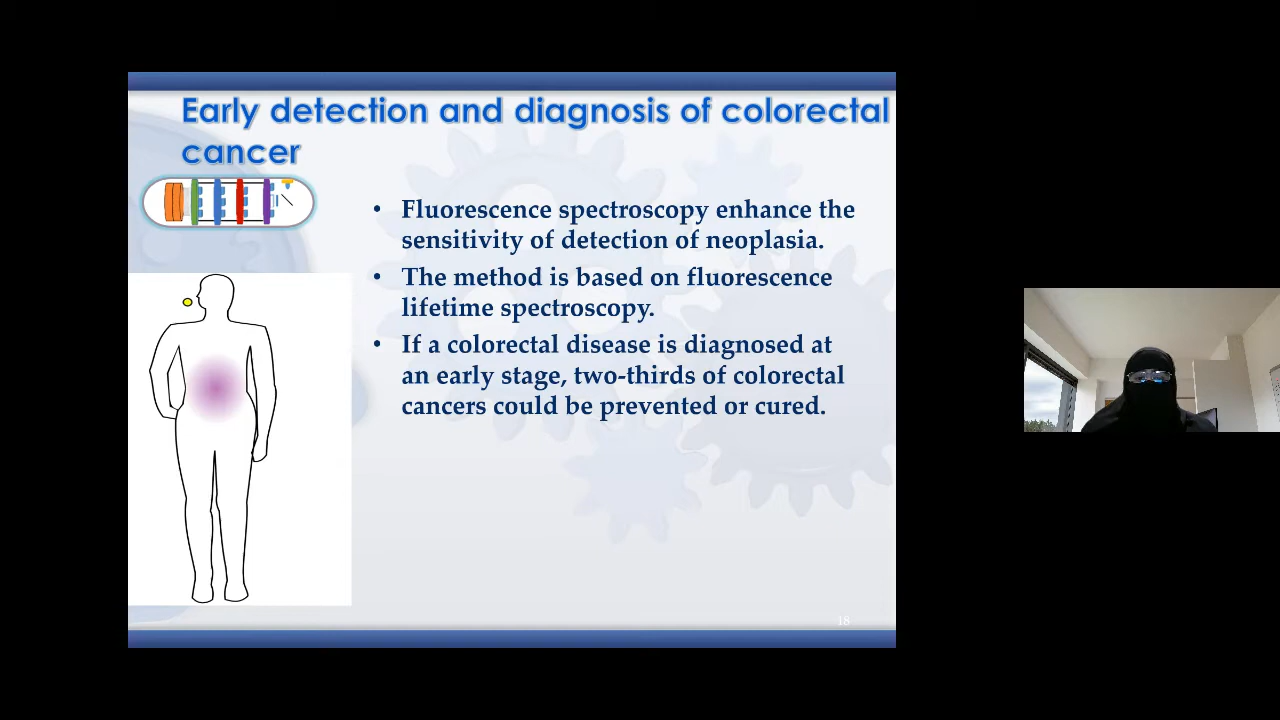 Early detection and diagnosis of colorectal
cancer
• Fluorescence spectroscopy enhance the
sensitivity of detection of neoplasia.
• The method is based on fluorescence
lifetime spectroscopy.
• If a colorectal disease is diagnosed at
an early stage, two-thirds of colorectal
cancers could be prevented or cured.
18